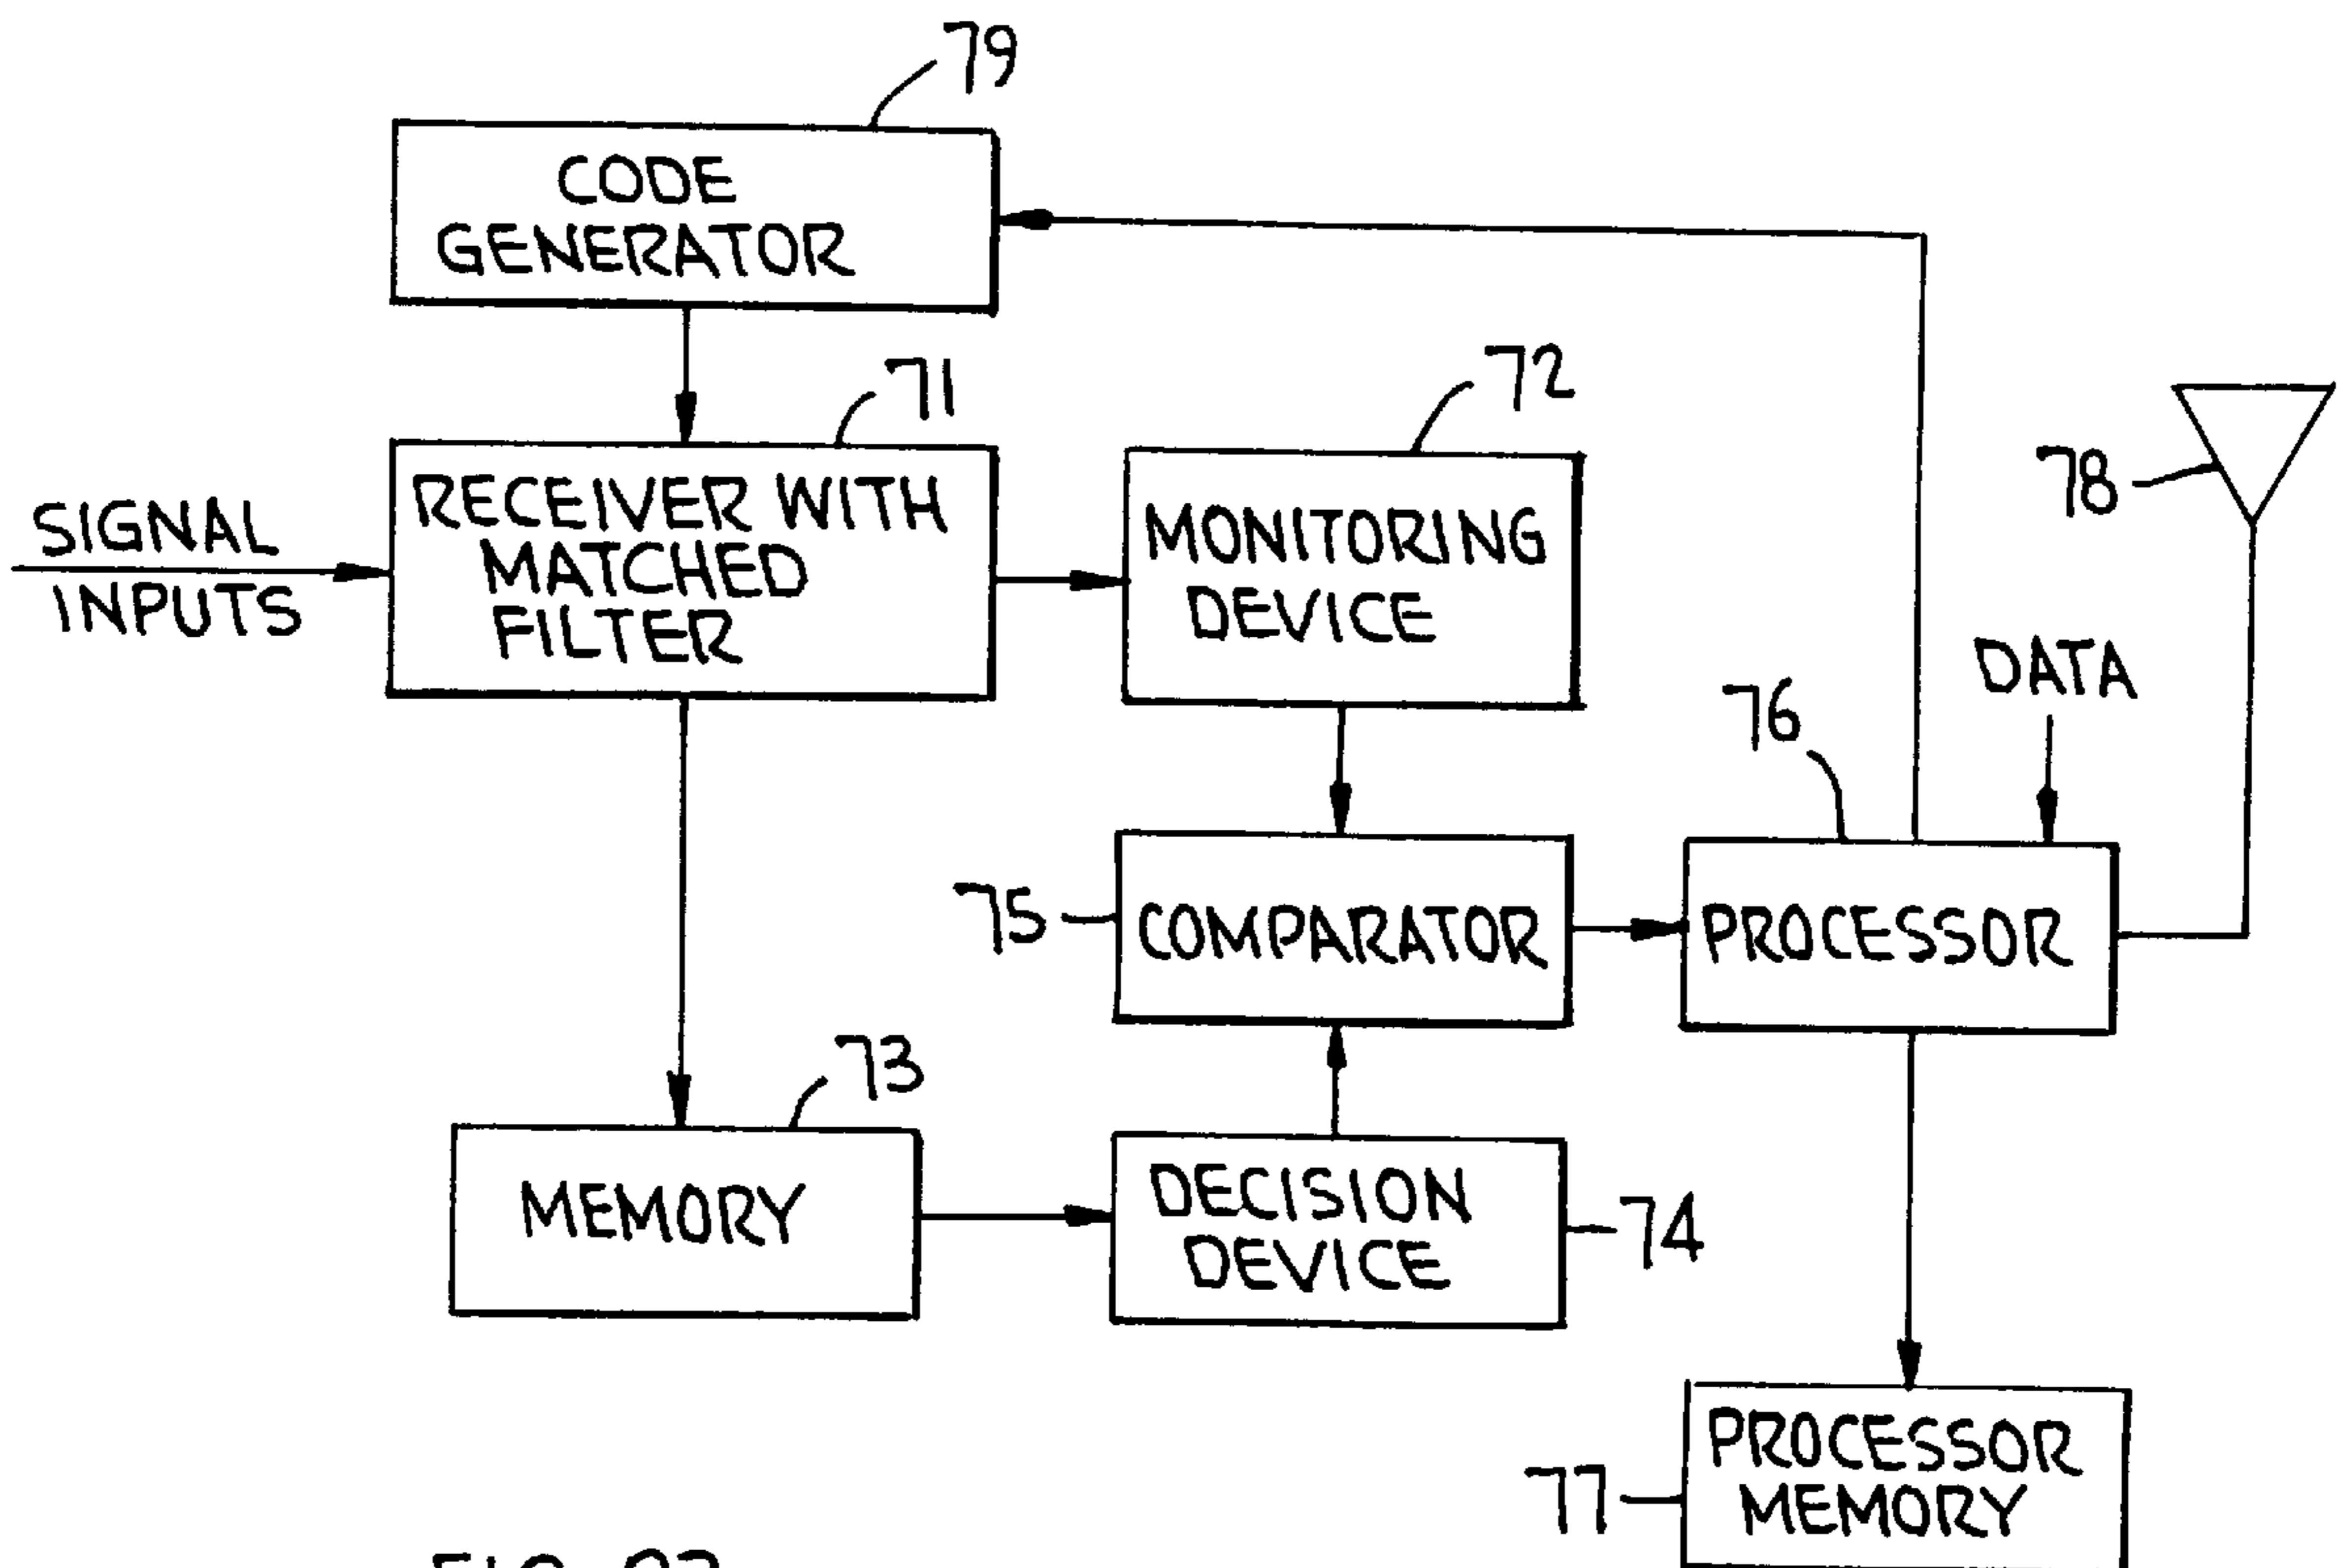 79
CODE
GENERATOR
71
72
RECEIVER WITH
MATCHED
FILTER
SIGNAL
INPUTS
MONITORING
DEVICE
78
DATA
76
75
COMPARATOR
PROCESSOR
73
MEMORY
DECISION
DEVICE
74
PROCESSOR
MEMORY
77